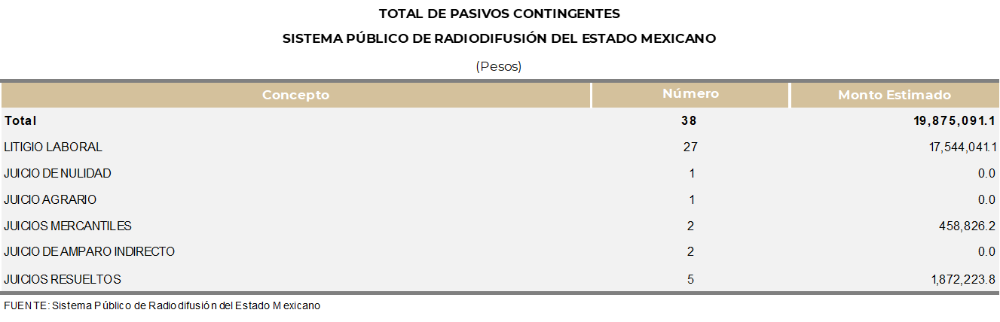 TOTAL DE PASIVOS CONTINGENTES
SISTEMA PÚBLICO DE RADIODIFUSIÓN DEL ESTADO MEXICANO
(Pesos)
Concepto Número Monto Estimado
Total 38 19,875,091.1
LITIGIO LABORAL 27 17,544,041.1
JUICIO DE NULIDAD 1 0.0
JUICIO AGRARIO 1 0.0
JUICIOS MERCANTILES 2 458,826.2
JUICIO DE AMPARO INDIRECTO 2 0.0
JUICIOS RESUELTOS 5 1,872,223.8
FUENTE: Sistema Público de Radiodifusión del Estado Mexicano